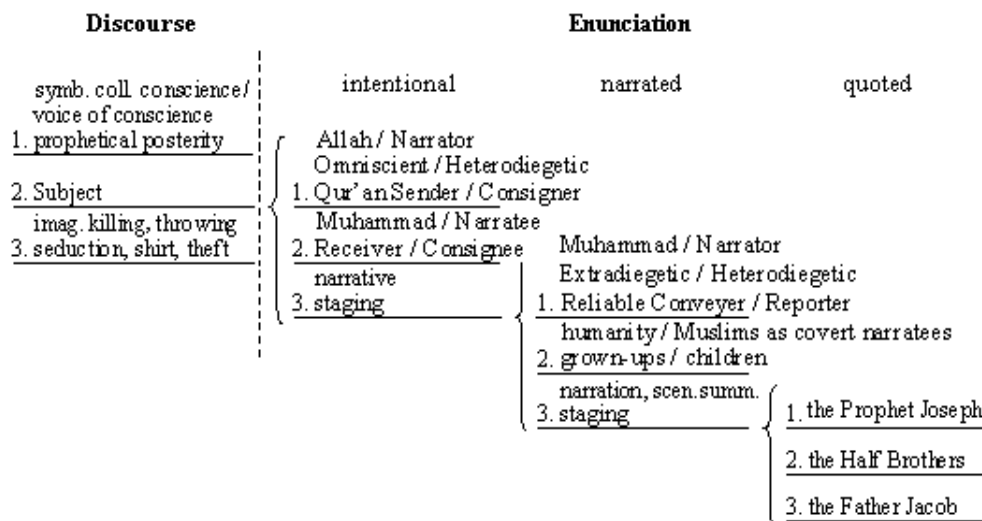 Discourse
Enunciation
symb. coll. conscience/
voice of conscience
1. prophetical posterity
2. Subject
imag. killing, throwing
3. seduction, shirt, theft
intentional
Allah / Narrator
Omniscient / Heterodiegetic
1. Qur'an Sender / Consigner
Muhammad / Narratee
2. Receiver / Consignee
narrative
3. staging
narrated
Muhammad / Narrator
Extradiegetic / Heterodiegetic
1. Reliable Conveyer / Reporter
humanity / Muslims as covert narratees
2. grown-ups / children
narration, scen. summ.
3. staging
quoted
1. the Prophet Joseph
2. the Half Brothers
3. the Father Jacob